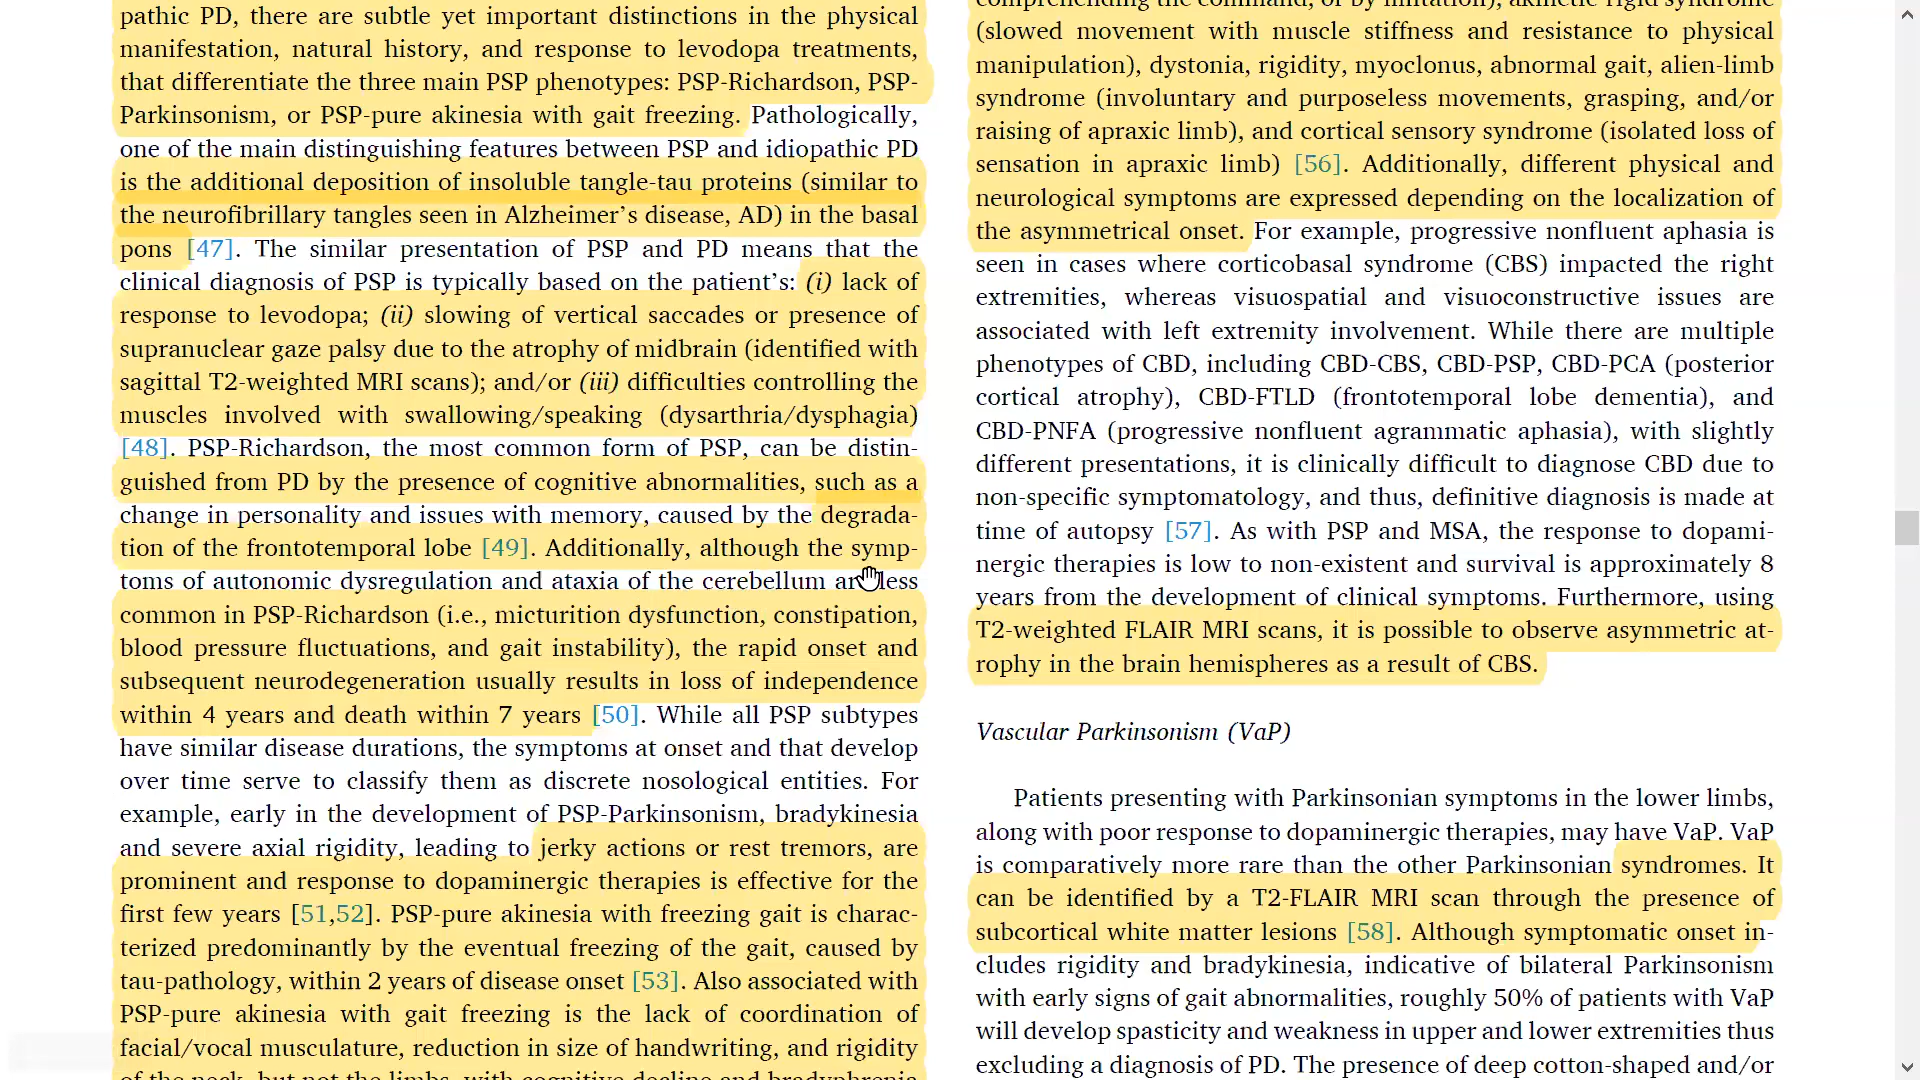 pathic PD, there are subtle yet important distinctions in the physical
manifestation, natural history, and response to levodopa treatments,
that differentiate the three main PSP phenotypes: PSP-Richardson, PSP-
Parkinsonism, or PSP-pure akinesia with gait freezing. Pathologically,
one of the main distinguishing features between PSP and idiopathic PD
is the additional deposition of insoluble tangle-tau proteins (similar to
the neurofibrillary tangles seen in Alzheimer's disease, AD) in the basal
pons [47]. The similar presentation of PSP and PD means that the
clinical diagnosis of PSP is typically based on the patient's: (i) lack of
response to levodopa; (ii) slowing of vertical saccades or presence of
supranuclear gaze palsy due to the atrophy of midbrain (identified with
sagittal T2-weighted MRI scans); and/or (iii) difficulties controlling the
muscles involved with swallowing/speaking (dysarthria/dysphagia)
[48]. PSP-Richardson, the most common form of PSP, can be distin-
guished from PD by the presence of cognitive abnormalities, such as a
change in personality and issues with memory, caused by the degrada-
tion of the frontotemporal lobe [49]. Additionally, although the symp-
toms of autonomic dysregulation and ataxia of the cerebellum are less
common in PSP-Richardson (i.e., micturition dysfunction, constipation,
blood pressure fluctuations, and gait instability), the rapid onset and
subsequent neurodegeneration usually results in loss of independence
within 4 years and death within 7 years [50]. While all PSP subtypes
have similar disease durations, the symptoms at onset and that develop
over time serve to classify them as discrete nosological entities. For
example, early in the development of PSP-Parkinsonism, bradykinesia
and severe axial rigidity, leading to jerky actions or rest tremors, are
prominent and response to dopaminergic therapies is effective for the
first few years [51,52]. PSP-pure akinesia with freezing gait is charac-
terized predominantly by the eventual freezing of the gait, caused by
tau-pathology, within 2 years of disease onset [53]. Also associated with
PSP-pure akinesia with gait freezing is the lack of coordination of
facial/vocal musculature, reduction in size of handwriting, and rigidity
of the neck, but not the limbs, with cognitive decline and bradyphrenia
comprehending the command, or by imitation), akinetic rigid syndrome
(slowed movement with muscle stiffness and resistance to physical
manipulation), dystonia, rigidity, myoclonus, abnormal gait, alien-limb
syndrome (involuntary and purposeless movements, grasping, and/or
raising of apraxic limb), and cortical sensory syndrome (isolated loss of
sensation in apraxic limb) [56]. Additionally, different physical and
neurological symptoms are expressed depending on the localization of
the asymmetrical onset. For example, progressive nonfluent aphasia is
seen in cases where corticobasal syndrome (CBS) impacted the right
extremities, whereas visuospatial and visuoconstructive issues are
associated with left extremity involvement. While there are multiple
phenotypes of CBD, including CBD-CBS, CBD-PSP, CBD-PCA (posterior
cortical atrophy), CBD-FTLD (frontotemporal lobe dementia), and
CBD-PNFA (progressive nonfluent agrammatic aphasia), with slightly
different presentations, it is clinically difficult to diagnose CBD due to
non-specific symptomatology, and thus, definitive diagnosis is made at
time of autopsy [57]. As with PSP and MSA, the response to dopami-
nergic therapies is low to non-existent and survival is approximately 8
years from the development of clinical symptoms. Furthermore, using
T2-weighted FLAIR MRI scans, it is possible to observe asymmetric at-
rophy in the brain hemispheres as a result of CBS.
Vascular Parkinsonism (VaP)
Patients presenting with Parkinsonian symptoms in the lower limbs,
along with poor response to dopaminergic therapies, may have VaP. VaP
is comparatively more rare than the other Parkinsonian syndromes. It
can be identified by a T2-FLAIR MRI scan through the presence of
subcortical white matter lesions [58]. Although symptomatic onset in-
cludes rigidity and bradykinesia, indicative of bilateral Parkinsonism
with early signs of gait abnormalities, roughly 50% of patients with VaP
will develop spasticity and weakness in upper and lower extremities thus
excluding a diagnosis of PD. The presence of deep cotton-shaped and/or